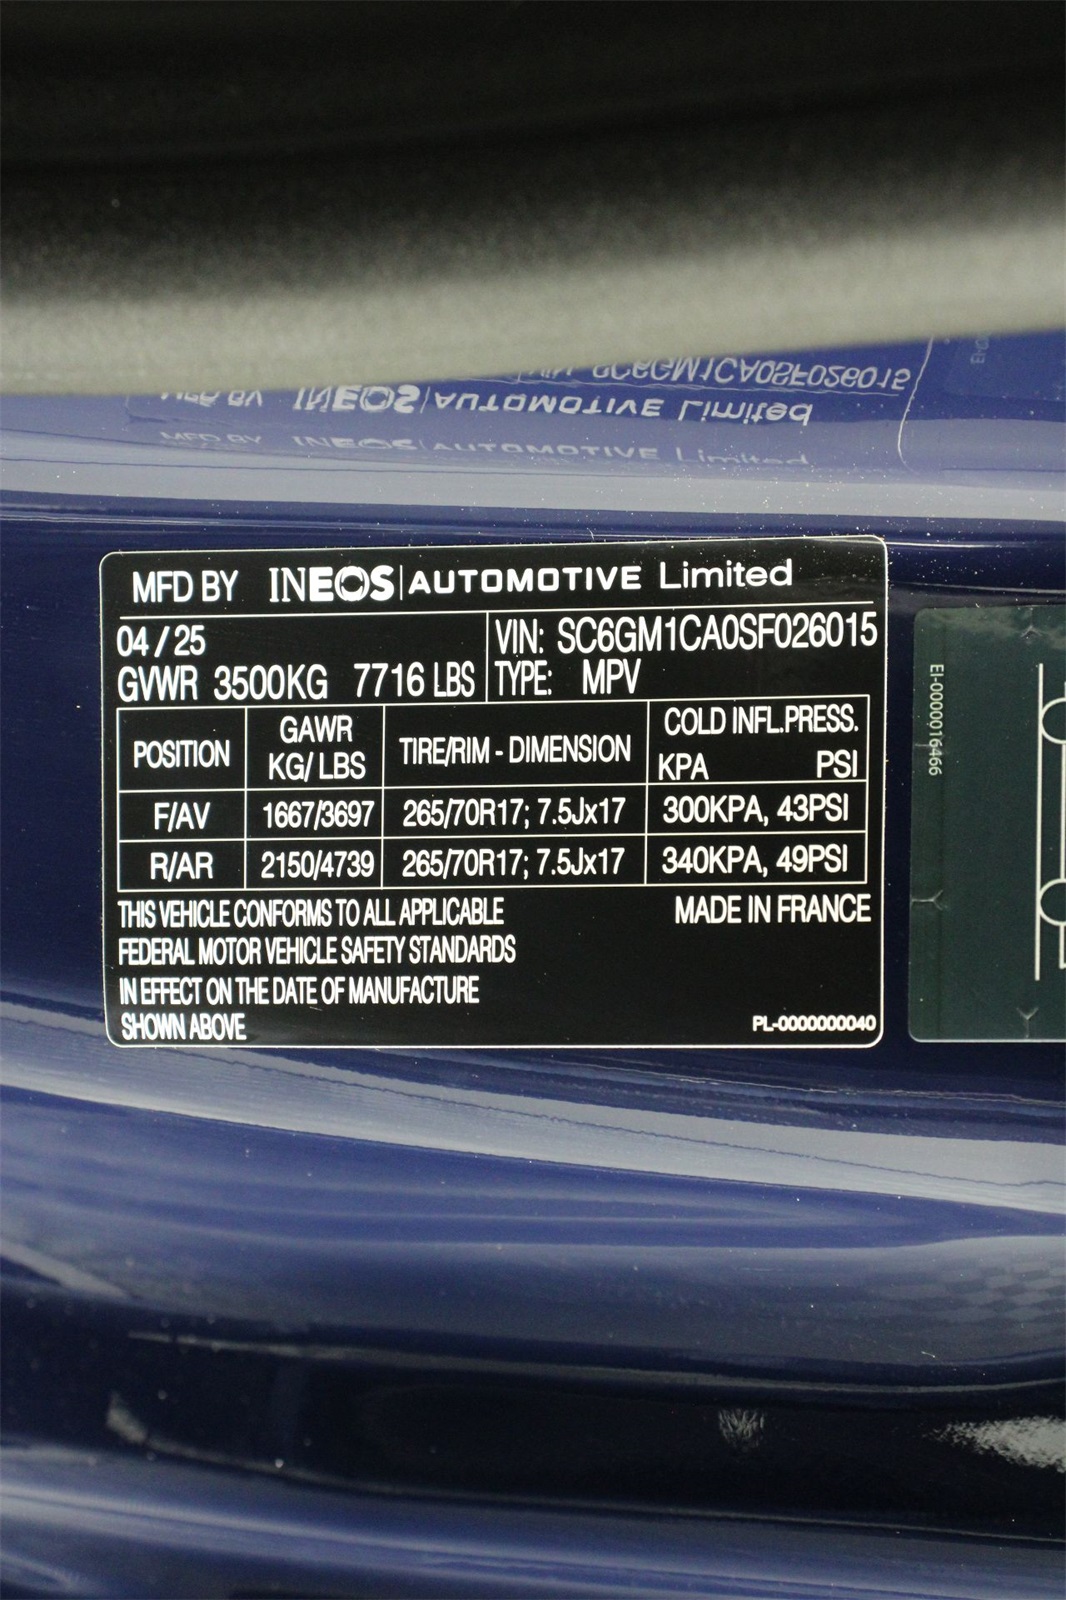 MFD BY INEOS | AUTOMOTIVE Limited
04 / 25
VIN: SC6GM1CA0SF026015
GVWR 3500KG 7716 LBS
TYPE: MPV
POSITION GAWR KG/ LBS TIRE/RIM - DIMENSION COLD INFL.PRESS. KPA PSI
F/AV 1667/3697 265/70R17; 7.5Jx17 300KPA, 43PSI
R/AR 2150/4739 265/70R17; 7.5Jx17 340KPA, 49PSI
THIS VEHICLE CONFORMS TO ALL APPLICABLE
FEDERAL MOTOR VEHICLE SAFETY STANDARDS
IN EFFECT ON THE DATE OF MANUFACTURE
SHOWN ABOVE
MADE IN FRANCE
PL-0000000040
EI-0000016466